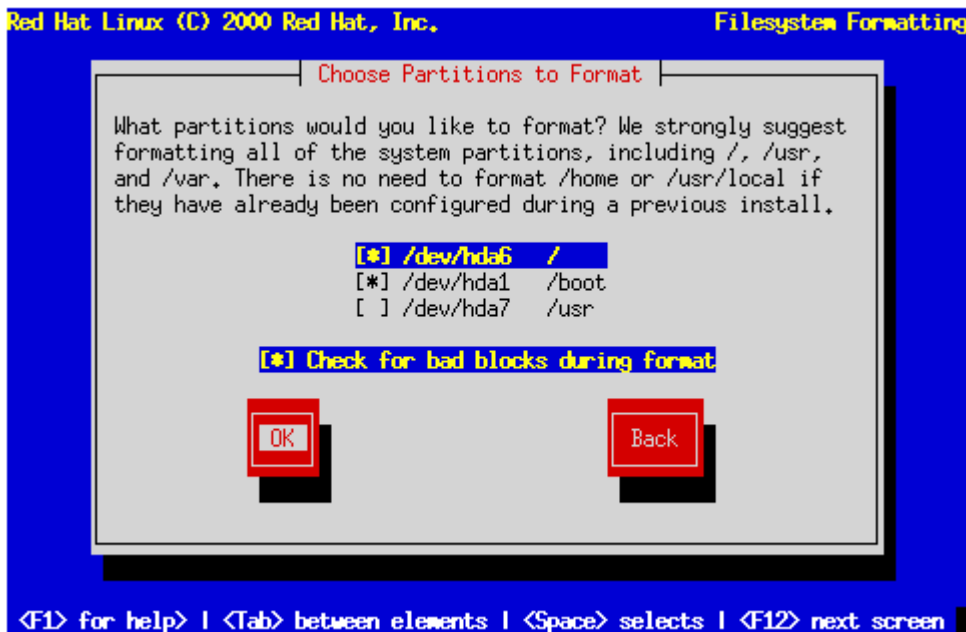 Red Hat Linux (C) 2000 Red Hat, Inc. Filesystem Formatting
Choose Partitions to Format
What partitions would you like to format? We strongly suggest
formatting all of the system partitions, including /, /usr,
and /var. There is no need to format /home or /usr/local if
they have already been configured during a previous install.
[*] /dev/hda6 /
[*] /dev/hda1 /boot
[ ] /dev/hda7 /usr
[*] Check for bad blocks during format
OK Back
<F1> for help> | <Tab> between elements | <Space> selects | <F12> next screen